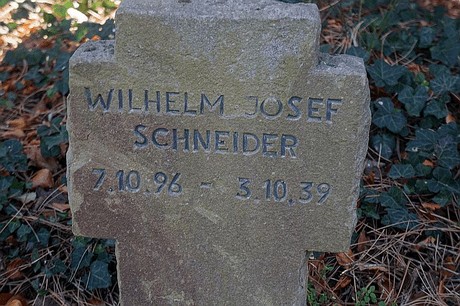 WILHELM JOSEF
SCHNEIDER
7.10.96 - 3.10.39